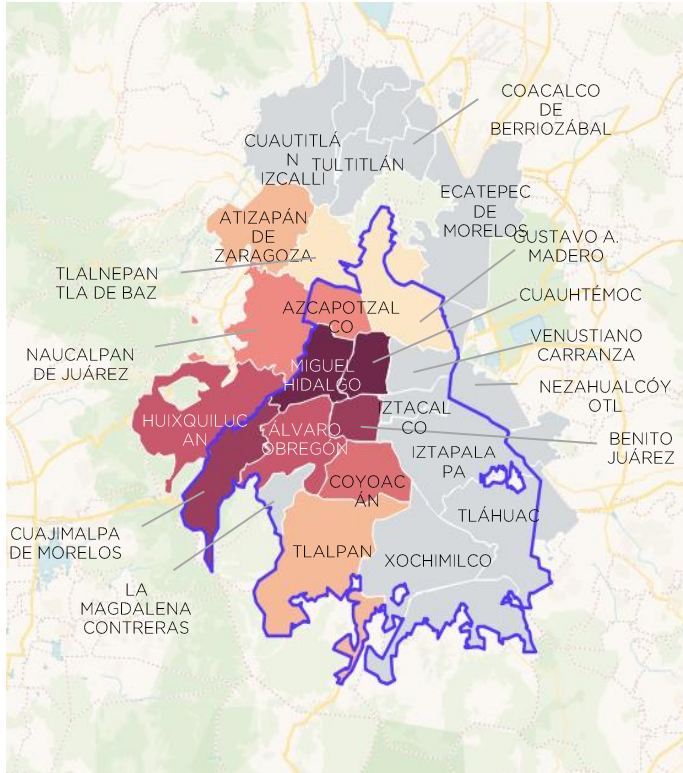 COACALCO
DE
BERRIOZÁBAL
CUAUTITLÁ
N
IZCALLI
TULTITLÁN
ECATEPEC
DE
MORELOS
ATIZAPÁN
DE
ZARAGOZA
GUSTAVO A.
MADERO
TLALNEPAN
TLA DE BAZ
CUAUHTÉMOC
AZCAPOTZAL
CO
VENUSTIANO
CARRANZA
NAUCALPAN
DE JUÁREZ
MIGUEL
HIDALGO
NEZAHUALCÓY
OTL
HUIXQUILUC
AN
ÁLVARO
OBREGÓN
IZTACAL
CO
BENITO
JUÁREZ
IZTAPALA
PA
COYOAC
ÁN
TLÁHUAC
CUAJIMALPA
DE MORELOS
TLALPAN
XOCHIMILCO
LA
MAGDALENA
CONTRERAS